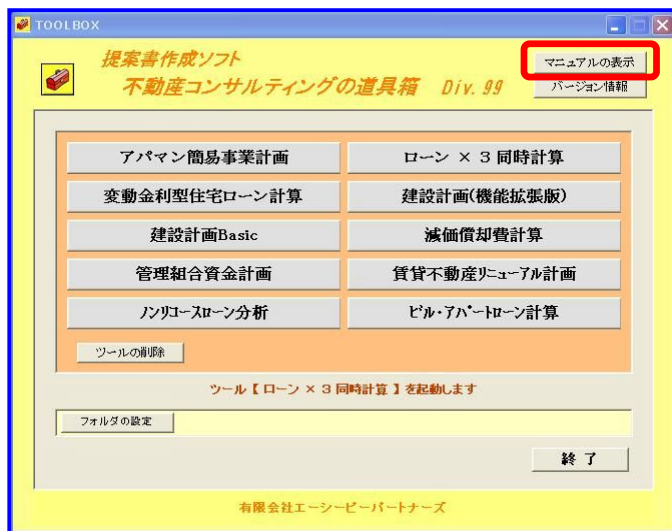 TOOLBOX
提案書作成ソフト
不動産コンサルティングの道具箱 Div.99
マニュアルの表示
バージョン情報
アパマン簡易事業計画
ローン × 3 同時計算
変動金利型住宅ローン計算
建設計画(機能拡張版)
建設計画Basic
減価償却費計算
管理組合資金計画
賃貸不動産リニューアル計画
ノンリコースローン分析
ビル・アパートローン計算
ツールの削除
ツール【 ローン × 3 同時計算 】を起動します
フォルダの設定
終 了
有限会社エーシーピーパートナーズ